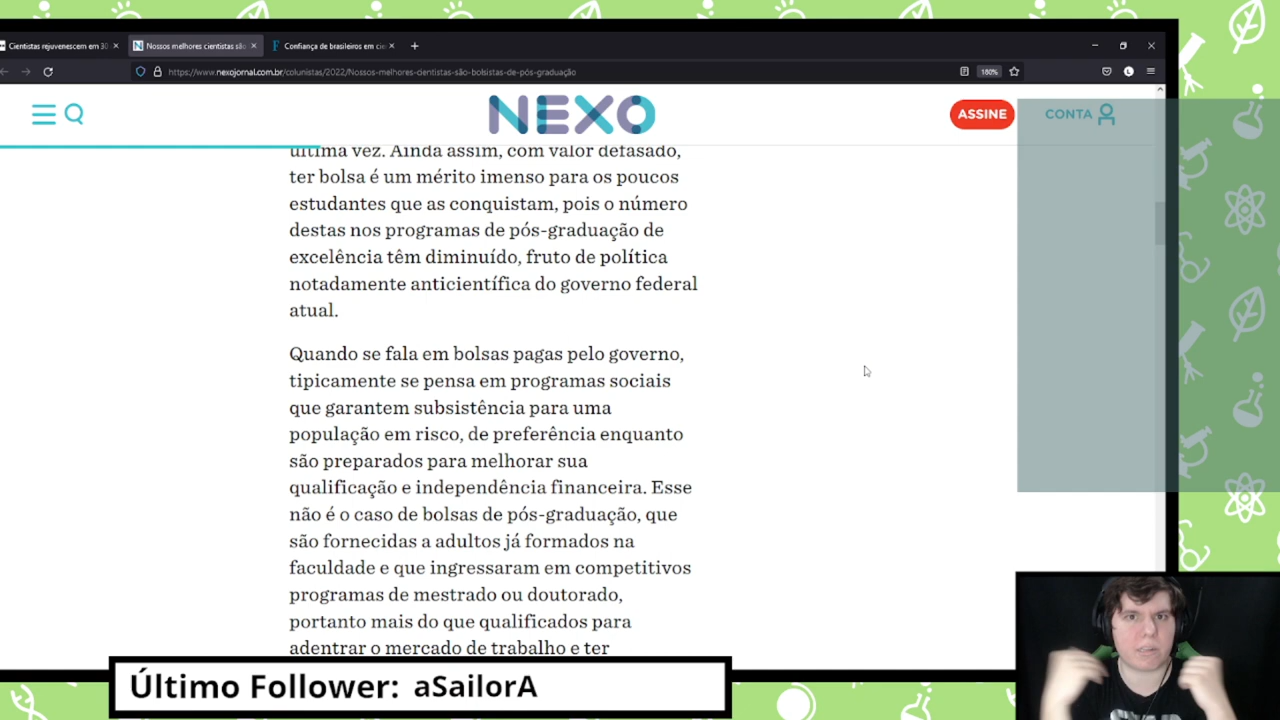 Cientistas rejuvenescem em 30
Nossos melhores cientistas são
Confiança de brasileiros em cie
https://www.nexojornal.com.br/colunistas/2022/Nossos-melhores-cientistas-são-bolsistas-de-pós-graduação
160%
NEXO
ASSINE
CONTA
última vez. Ainda assim, com valor defasado,
ter bolsa é um mérito imenso para os poucos
estudantes que as conquistam, pois o número
destas nos programas de pós-graduação de
excelência têm diminuído, fruto de política
notadamente anticientífica do governo federal
atual.
Quando se fala em bolsas pagas pelo governo,
tipicamente se pensa em programas sociais
que garantem subsistência para uma
população em risco, de preferência enquanto
são preparados para melhorar sua
qualificação e independência financeira. Esse
não é o caso de bolsas de pós-graduação, que
são fornecidas a adultos já formados na
faculdade e que ingressaram em competitivos
programas de mestrado ou doutorado,
portanto mais do que qualificados para
adentrar o mercado de trabalho e ter
Último Follower: aSailorA